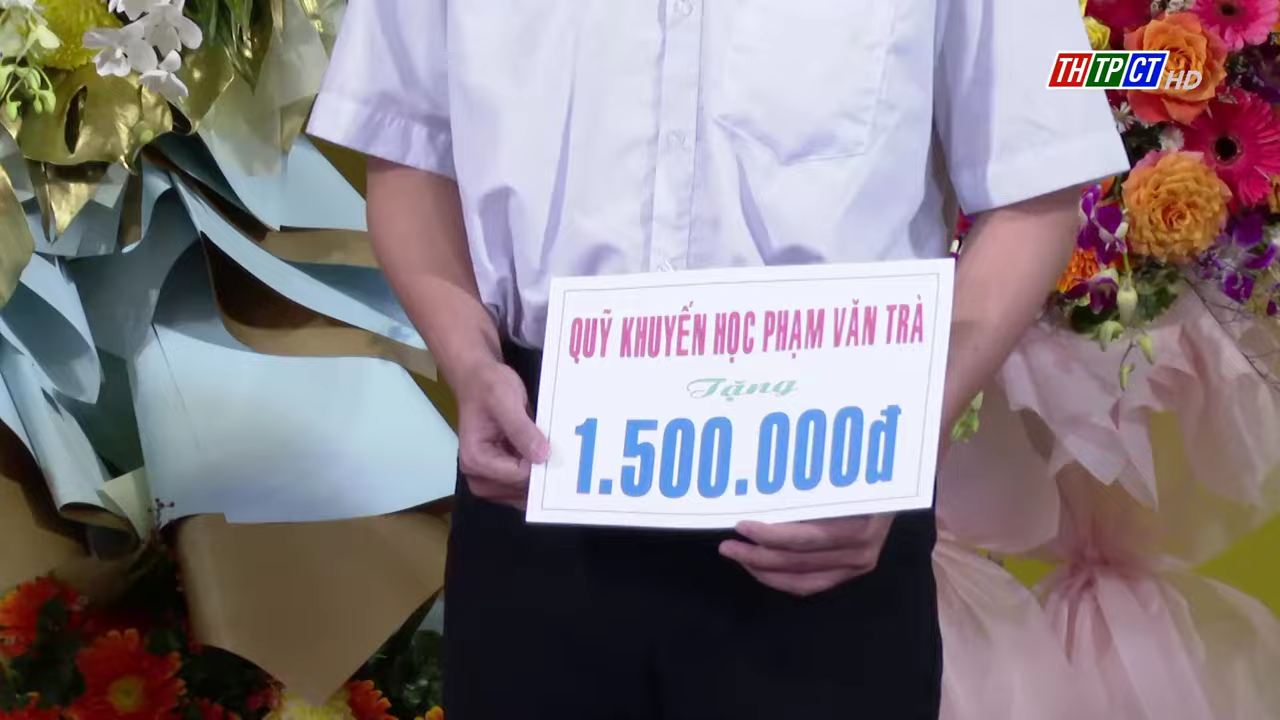 THTPCT HD
QUỸ KHUYẾN HỌC PHẠM VĂN TRÀ
Tặng
1.500.000đ